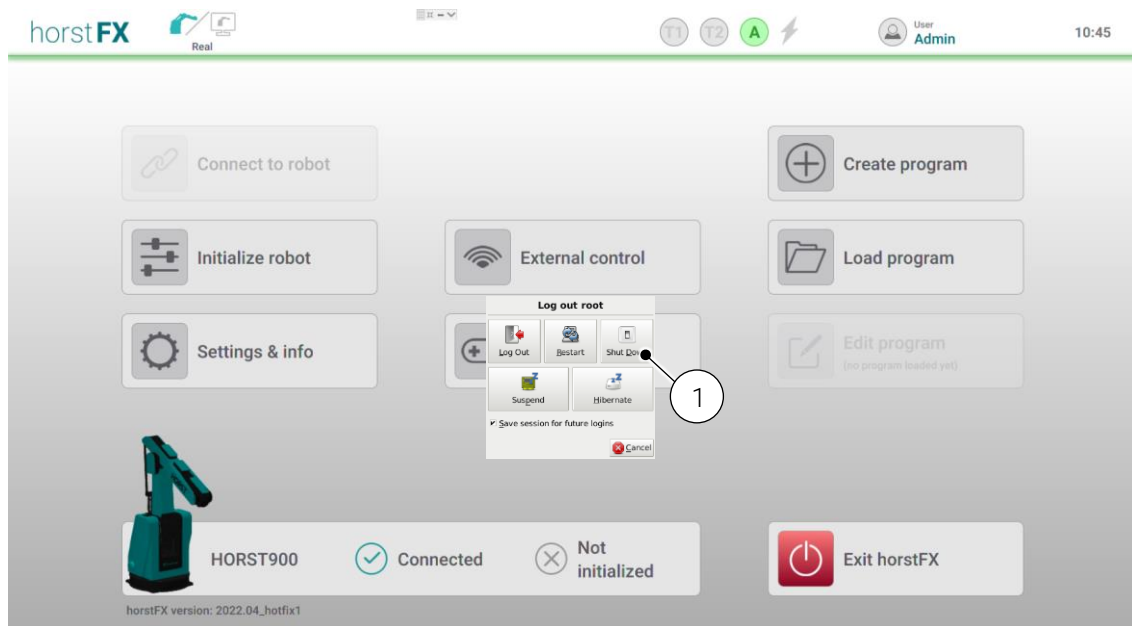 horstFX
Real
T1
T2
A
User
Admin
10:45
Connect to robot
Create program
Initialize robot
External control
Load program
Settings & info
Edit program
(no program loaded yet)
Log out root
Log Out
Restart
Shut Dow
Suspend
Hibernate
Save session for future logins
Cancel
1
HORST900
Connected
Not
initialized
Exit horstFX
horstFX version: 2022.04_hotfix1